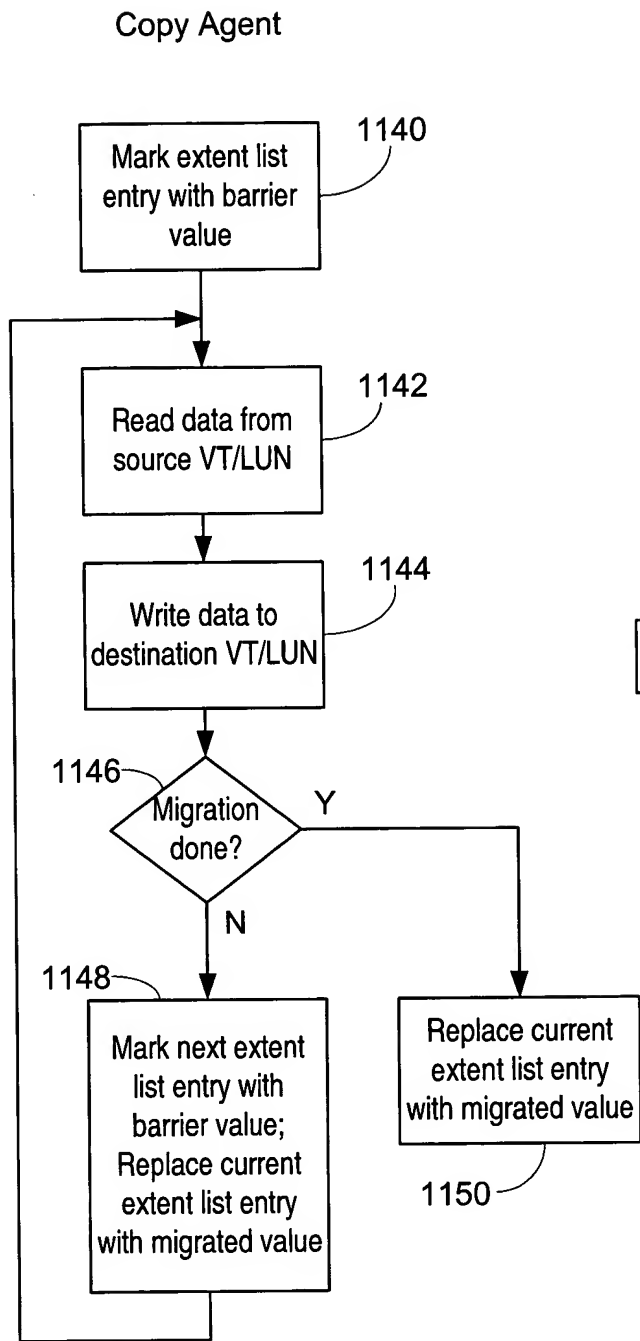 Copy Agent
1140
Mark extent list
entry with barrier
value
1142
Read data from
source VT/LUN
1144
Write data to
destination VT/LUN
1146
Migration
done?
Y
N
1148
Mark next extent
list entry with
barrier value;
Replace current
extent list entry
with migrated value
Replace current
extent list entry
with migrated value
1150